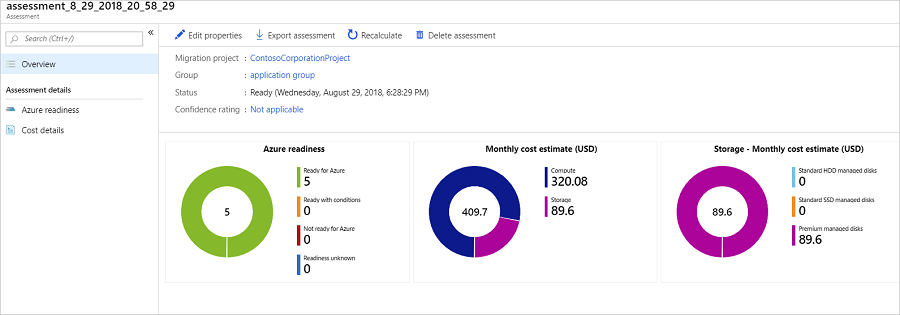 assessment_8_29_2018_20_58_29
Assessment
Search (Ctrl+/)
«
Overview
Assessment details
Azure readiness
Cost details
Edit properties Export assessment Recalculate Delete assessment
Migration project : ContosoCorporationProject
Group : application group
Status : Ready (Wednesday, August 29, 2018, 6:28:29 PM)
Confidence rating : Not applicable
Azure readiness
5
Ready for Azure
5
Ready with conditions
0
Not ready for Azure
0
Readiness unknown
0
Monthly cost estimate (USD)
409.7
Compute
320.08
Storage
89.6
Storage - Monthly cost estimate (USD)
89.6
Standard HDD managed disks
0
Standard SSD managed disks
0
Premium managed disks
89.6